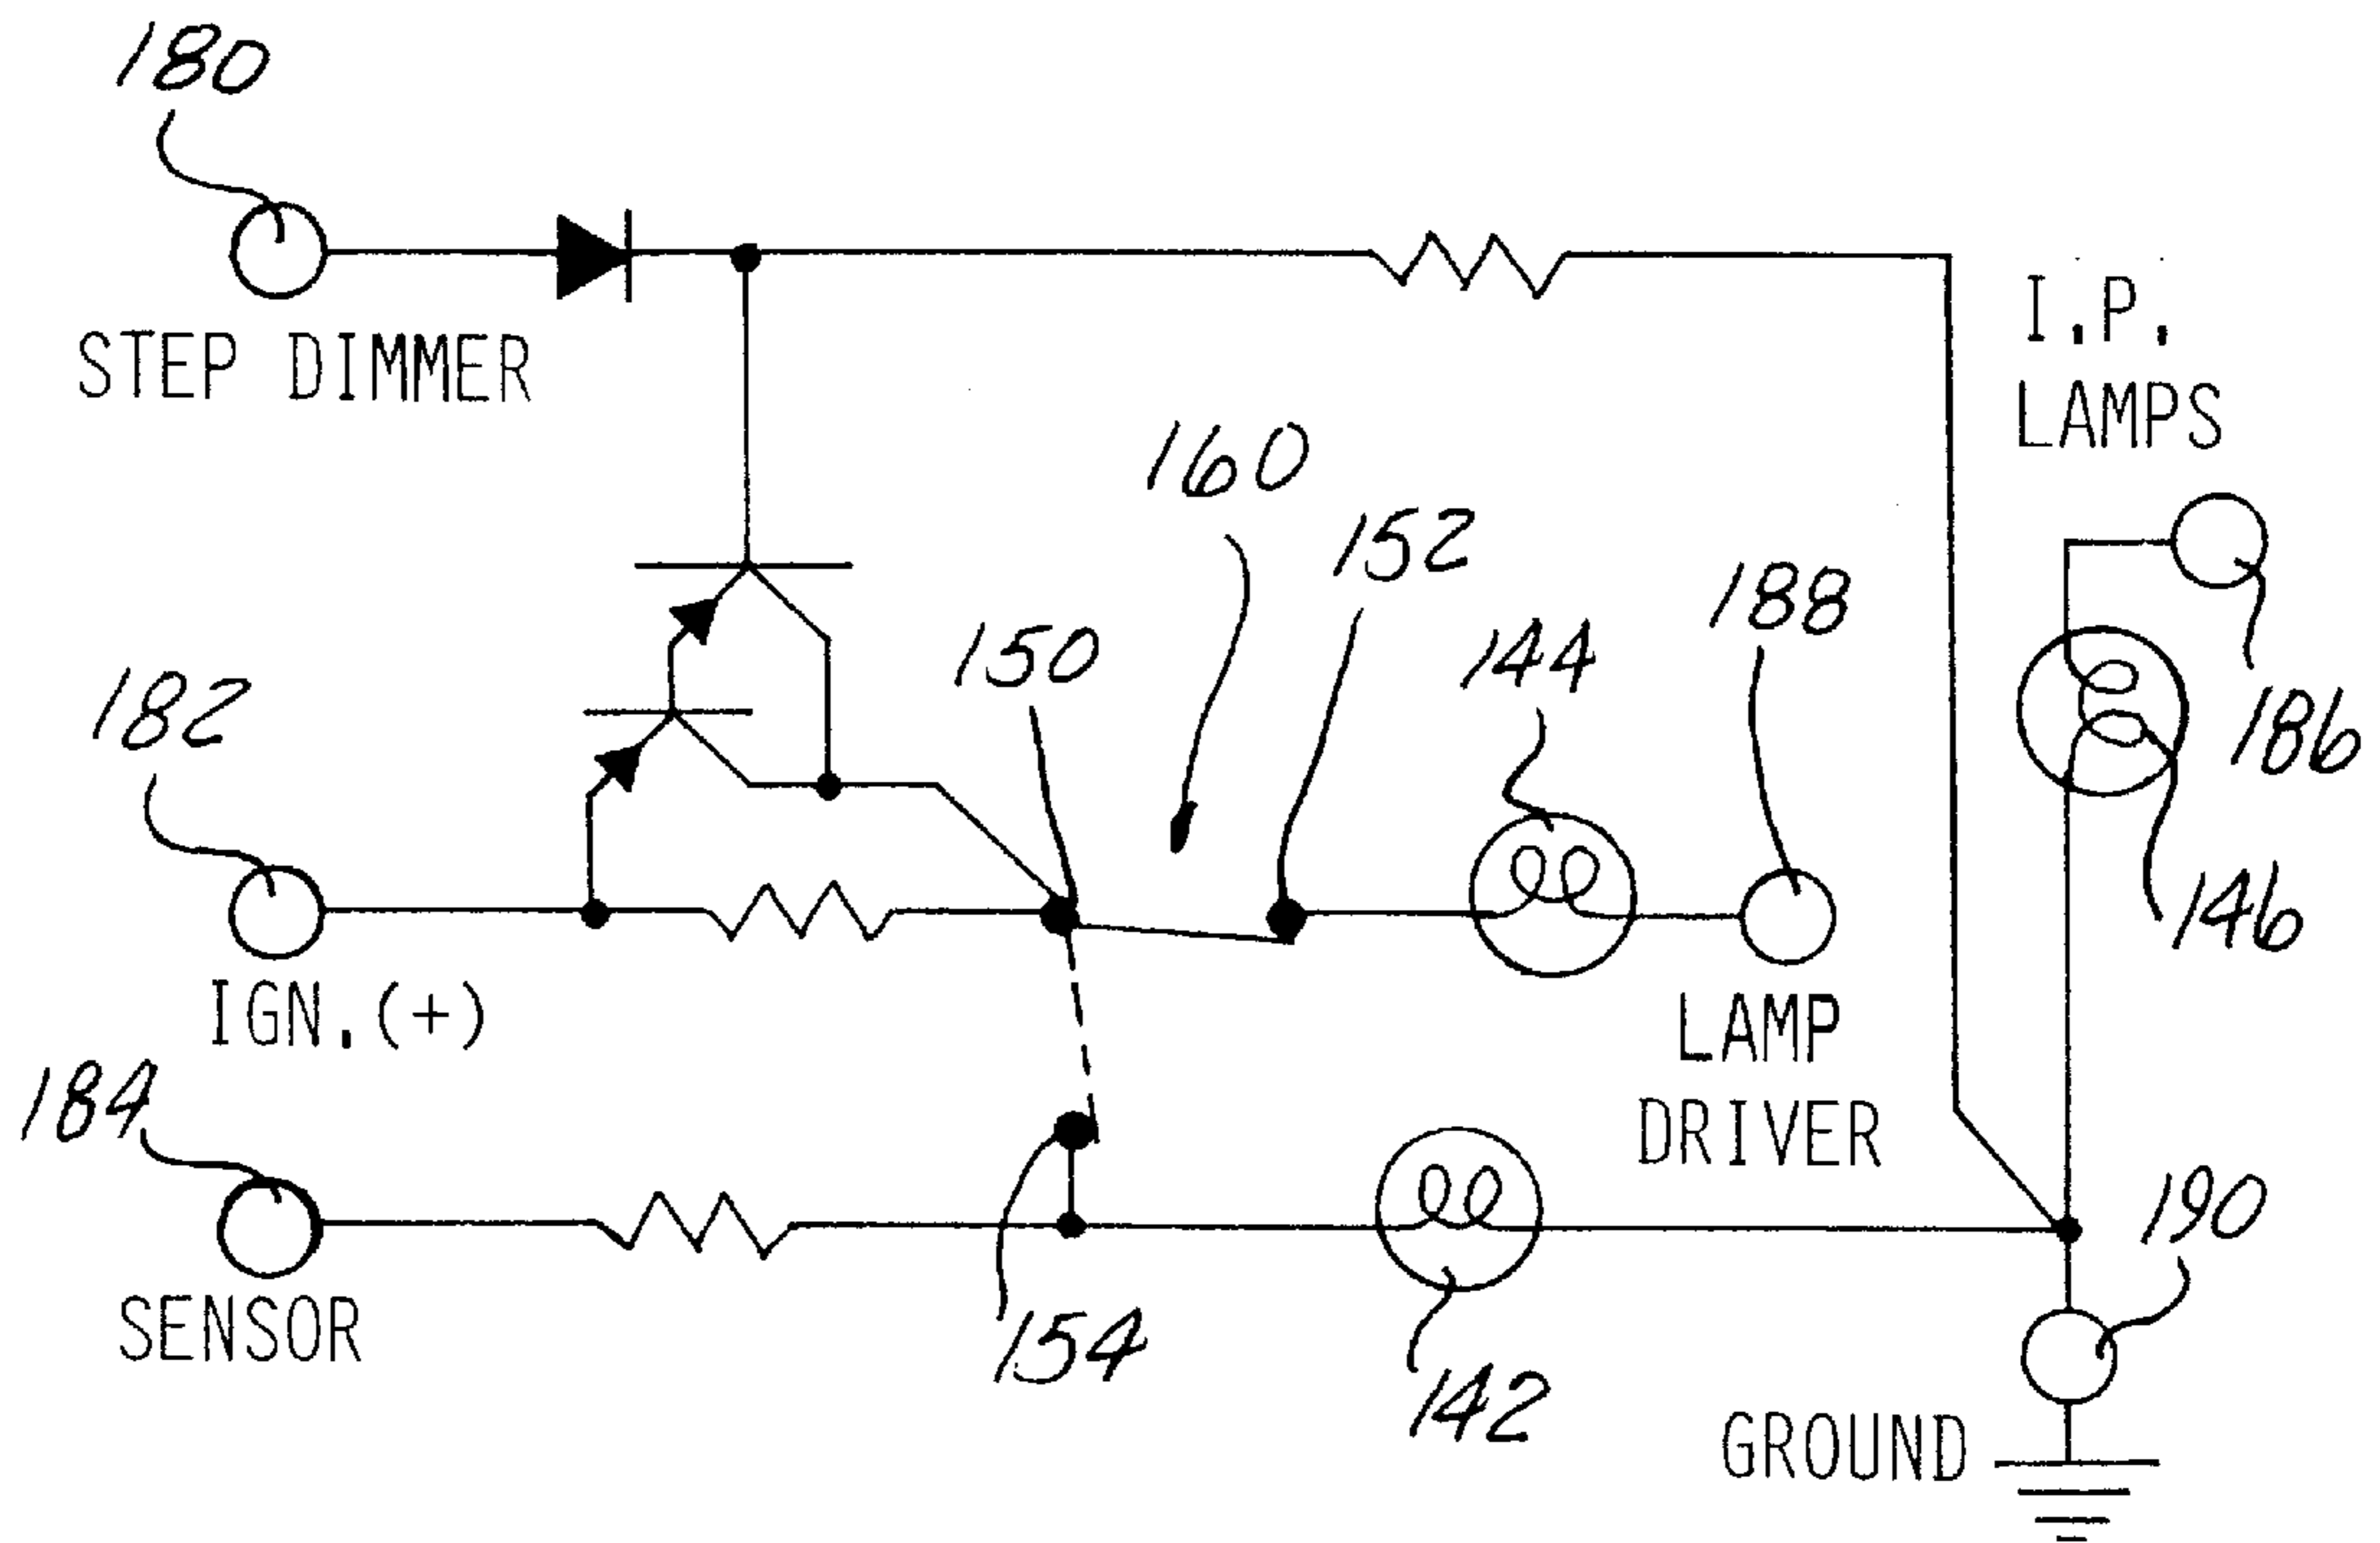 180
STEP DIMMER
I.P.
LAMPS
160
152
188
150
144
182
186
146
IGN.(+)
LAMP
DRIVER
184
190
SENSOR
154
142
GROUND